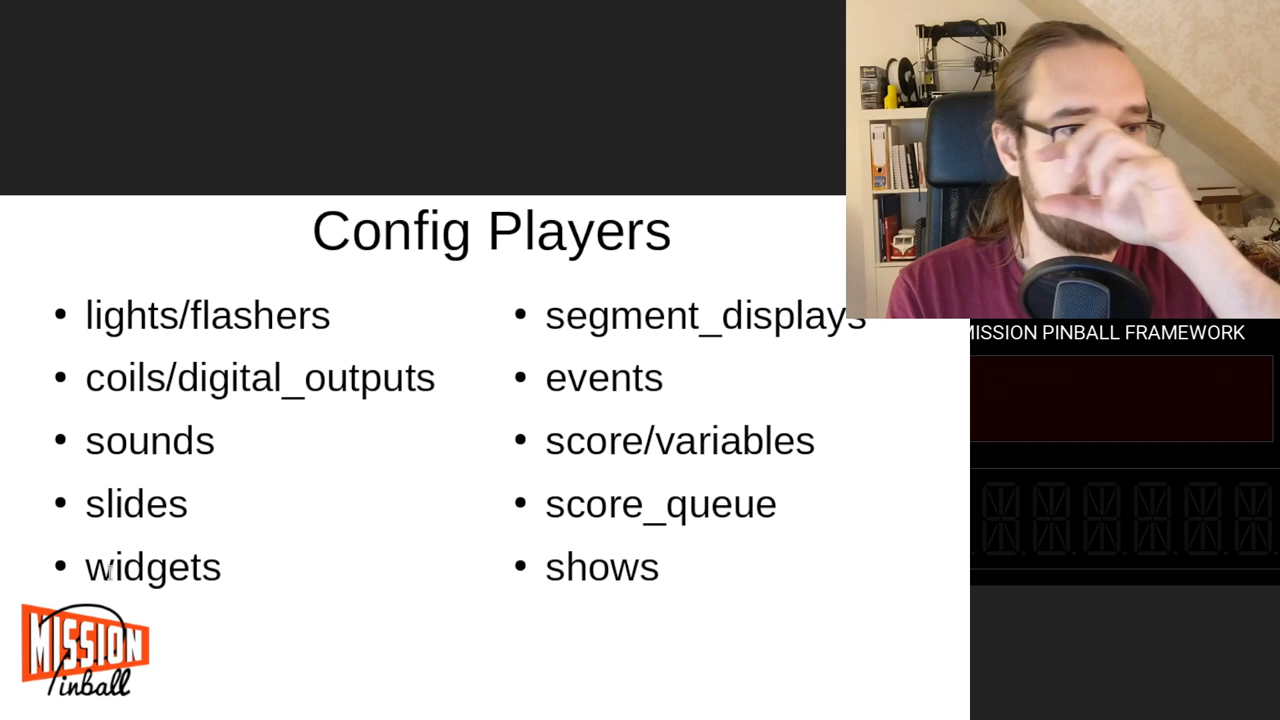 Config Players
• lights/flashers
• coils/digital_outputs
• sounds
• slides
• widgets
• segment_displays
• events
• score/variables
• score_queue
• shows
MISSION PINBALL FRAMEWORK
MISSION
Pinball